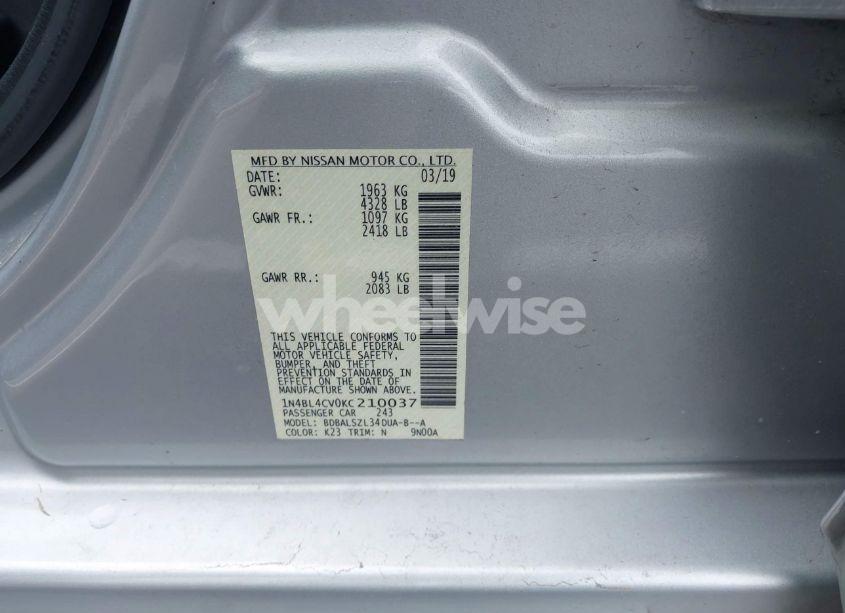 MFD BY NISSAN MOTOR CO., LTD.
DATE: 03/19
GVWR: 1963 KG
4328 LB
GAWR FR.: 1097 KG
2418 LB
GAWR RR.: 945 KG
2083 LB
wheelwise
THIS VEHICLE CONFORMS TO
ALL APPLICABLE FEDERAL
MOTOR VEHICLE SAFETY,
BUMPER, AND THEFT
PREVENTION STANDARDS IN
EFFECT ON THE DATE OF
MANUFACTURE SHOWN ABOVE.
1N4BL4CV0KC210037
PASSENGER CAR 243
MODEL: BDBALSZL34DUA-B--A
COLOR: K23 TRIM: N 9N00A